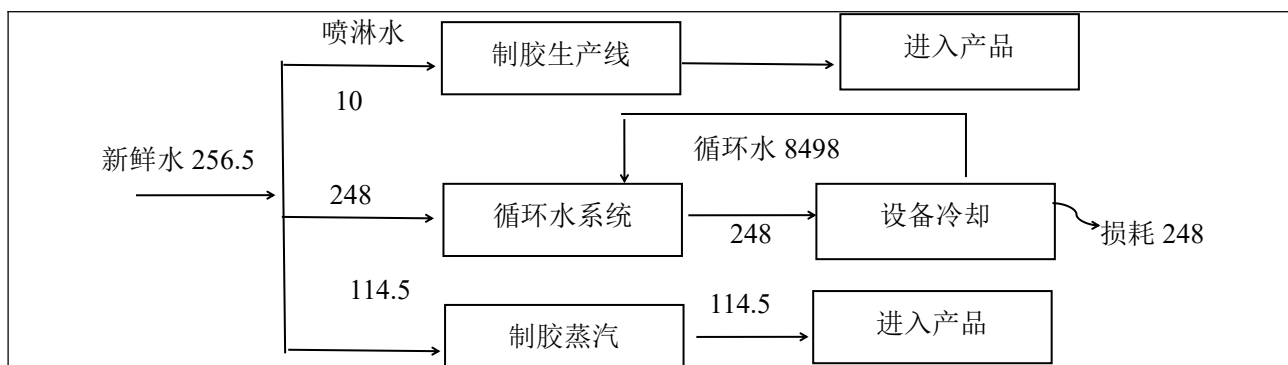 喷淋水
制胶生产线
进入产品
10
循环水 8498
新鲜水 256.5
248
循环水系统
248
设备冷却
损耗 248
114.5
制胶蒸汽
114.5
进入产品